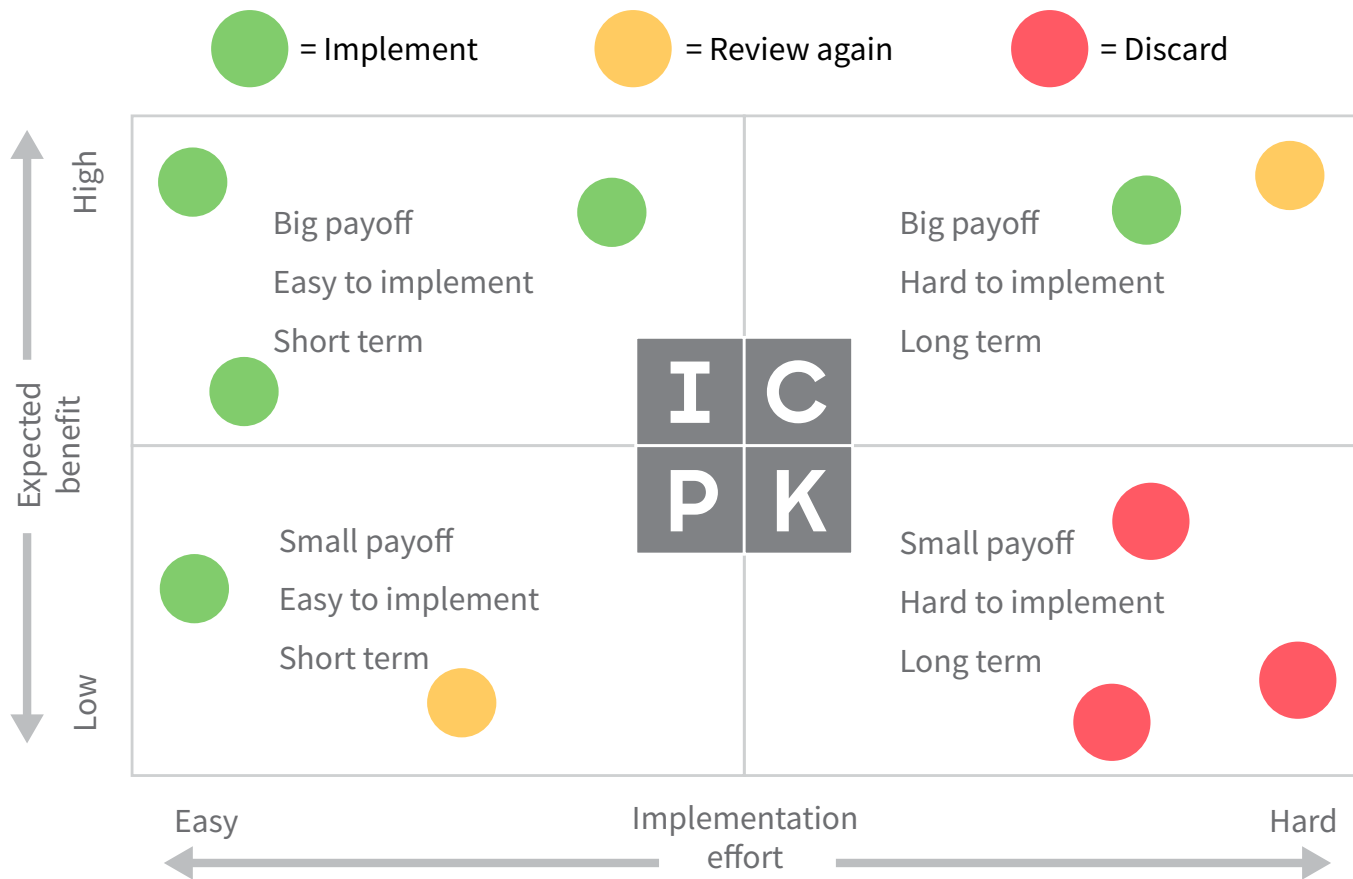 = Implement
= Review again
= Discard
High
Big payoff
Easy to implement
Short term
Big payoff
Hard to implement
Long term
I C
P K
Expected
benefit
Small payoff
Easy to implement
Short term
Small payoff
Hard to implement
Long term
Low
Easy
Implementation
effort
Hard